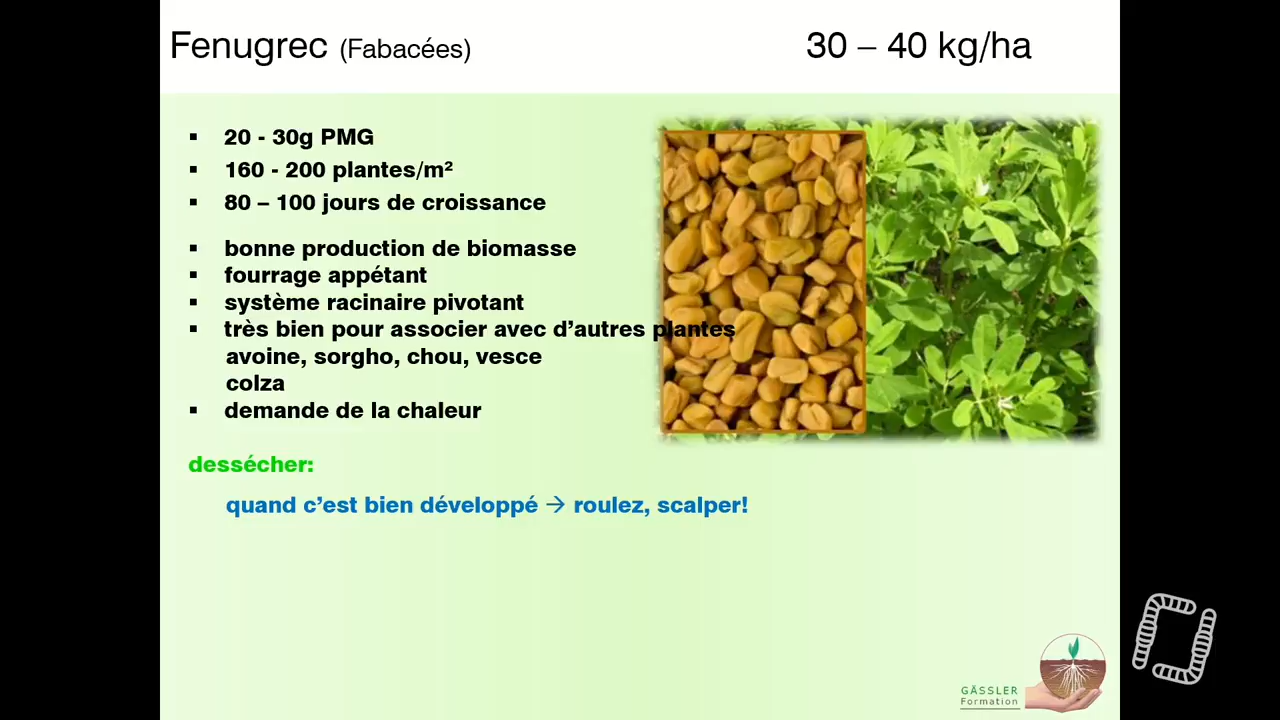 Fenugrec (Fabacées) 30 – 40 kg/ha
▪ 20 - 30g PMG
▪ 160 - 200 plantes/m²
▪ 80 – 100 jours de croissance
▪ bonne production de biomasse
▪ fourrage appétant
▪ système racinaire pivotant
▪ très bien pour associer avec d’autres plantes
avoine, sorgho, chou, vesce
colza
▪ demande de la chaleur
dessécher:
quand c’est bien développé → roulez, scalper!
GÄSSLER
Formation